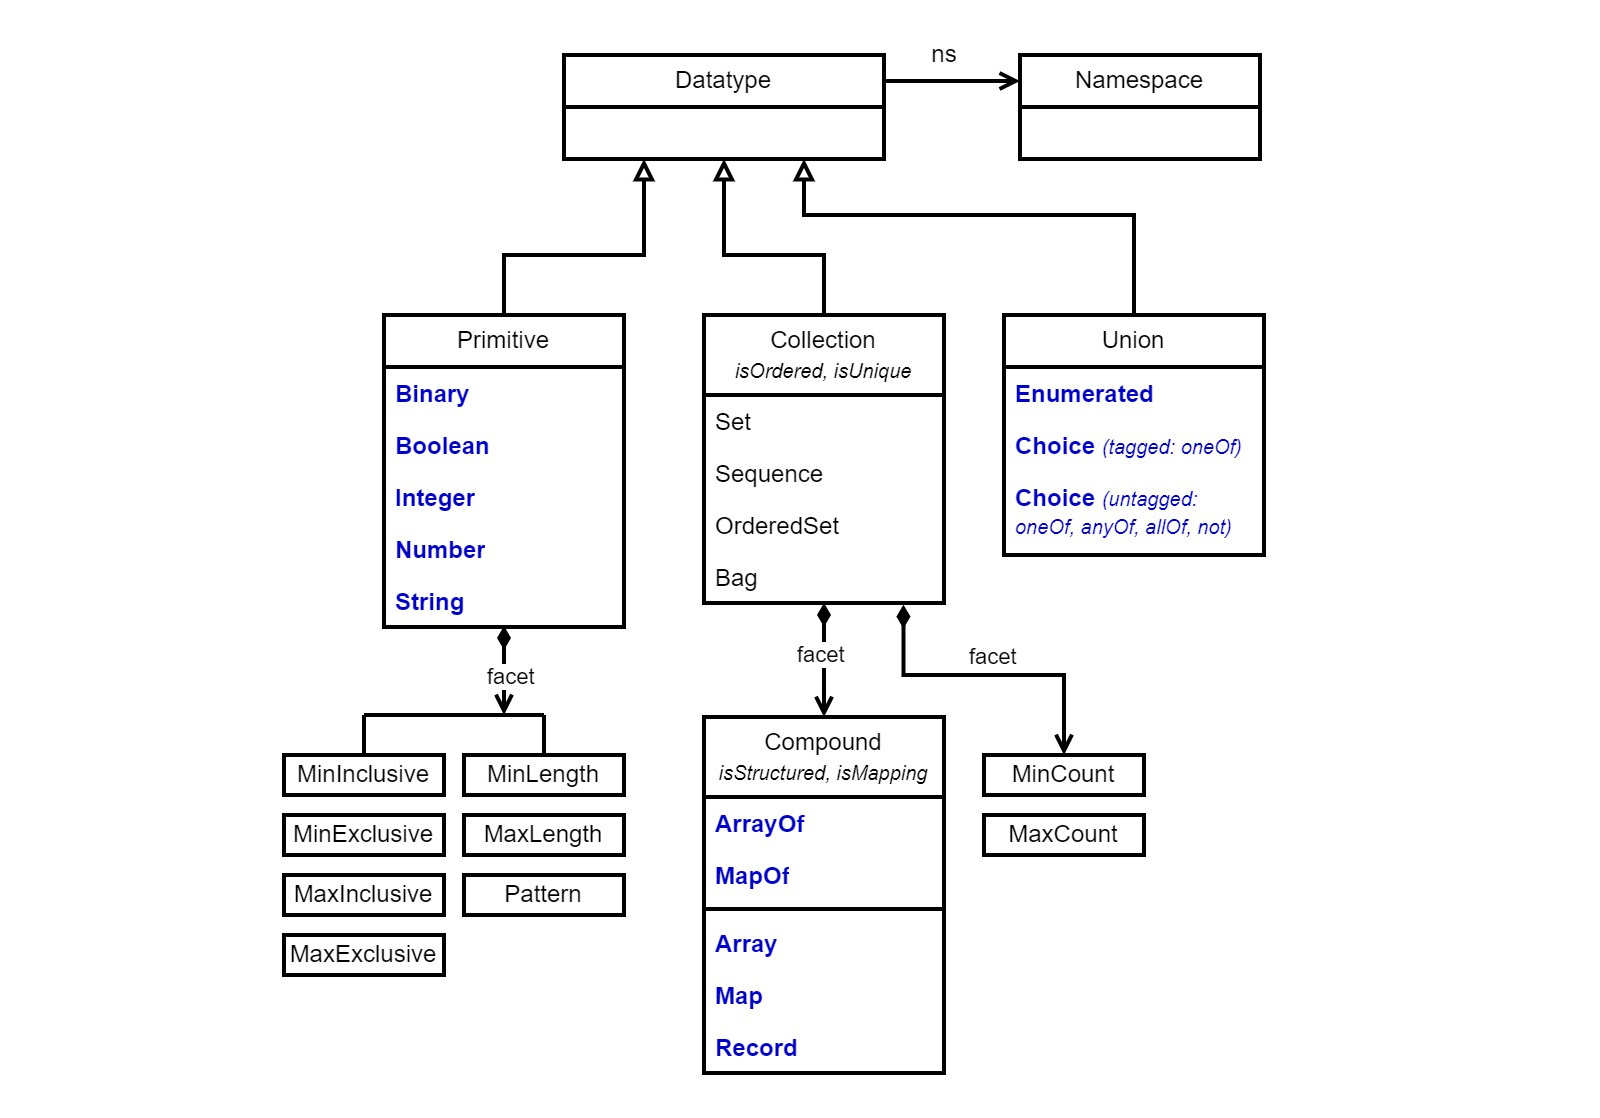 Datatype
ns
Namespace
Primitive
Binary
Boolean
Integer
Number
String
Collection
isOrdered, isUnique
Set
Sequence
OrderedSet
Bag
Union
Enumerated
Choice (tagged: oneOf)
Choice (untagged:
oneOf, anyOf, allOf, not)
facet
facet
facet
MinInclusive
MinExclusive
MaxInclusive
MaxExclusive
MinLength
MaxLength
Pattern
Compound
isStructured, isMapping
ArrayOf
MapOf
Array
Map
Record
MinCount
MaxCount